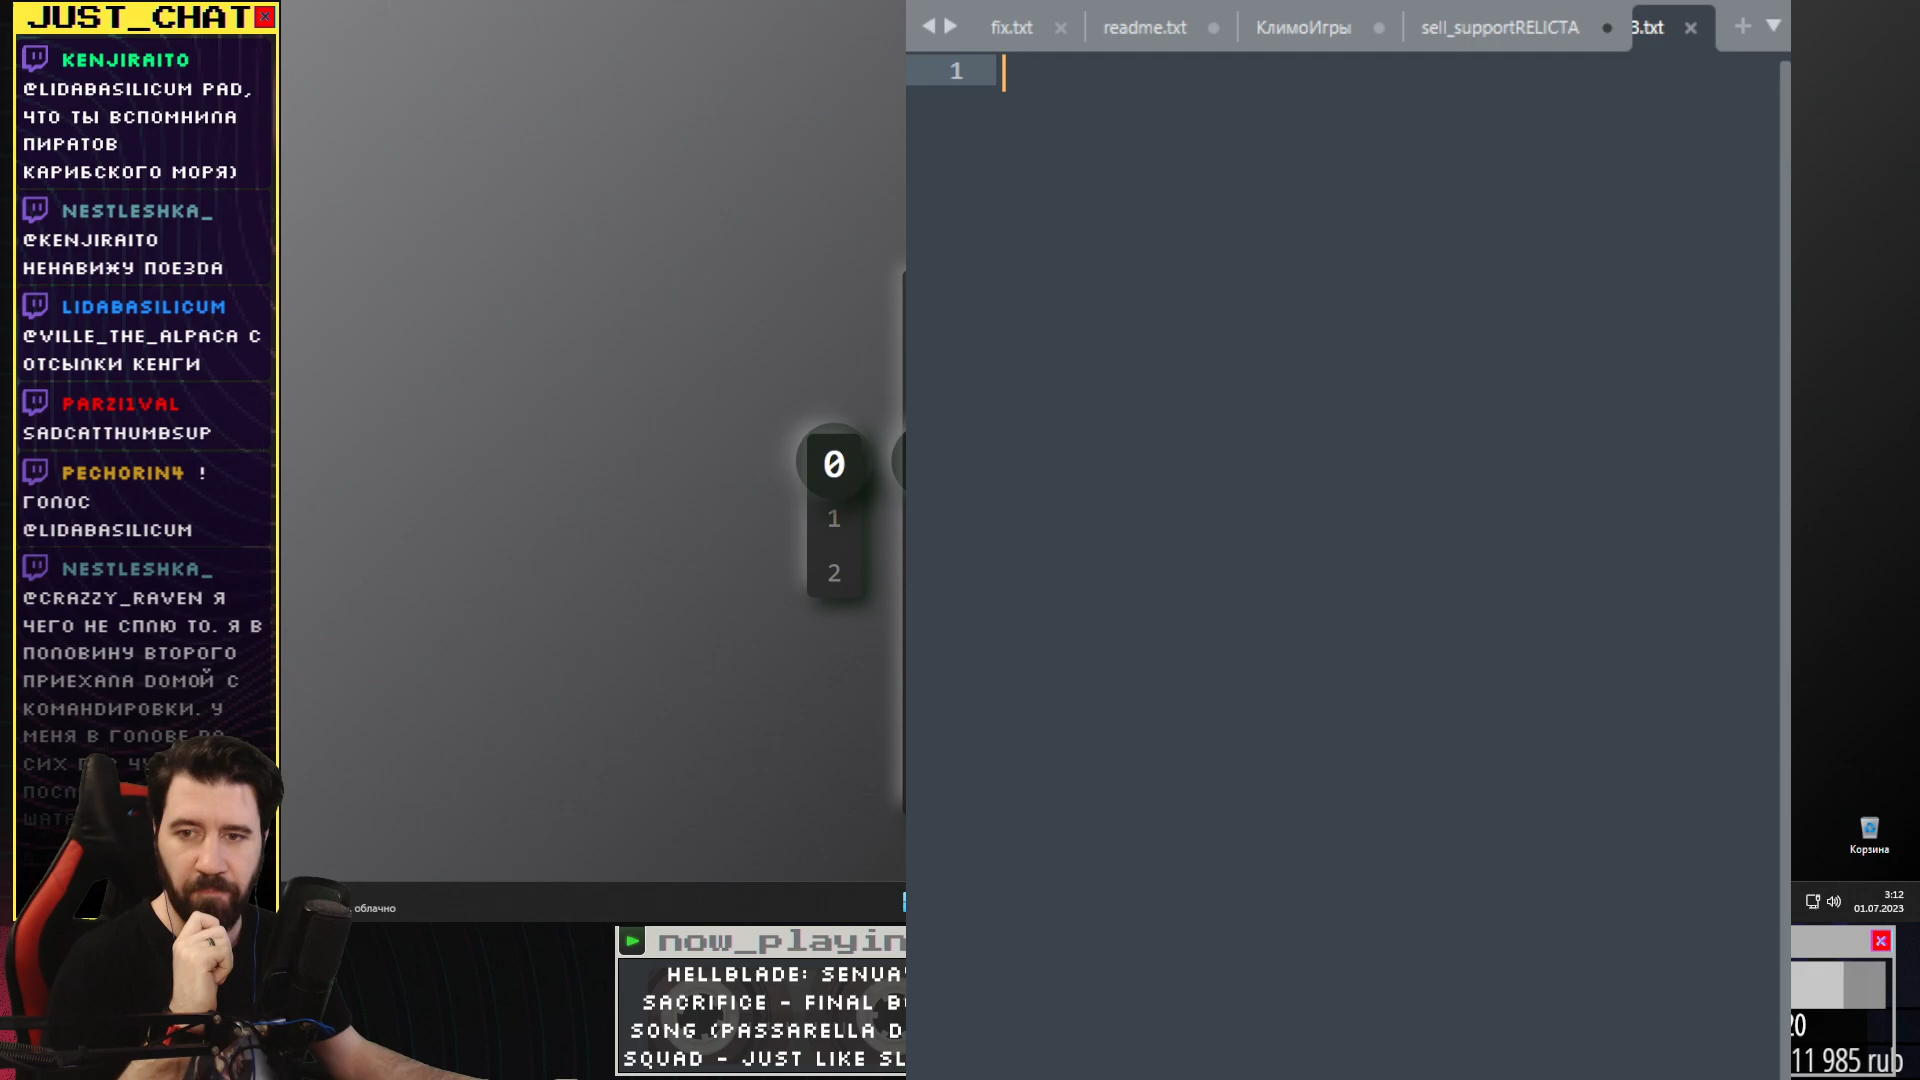 JUST_CHAT
KENJIRAITO
@LIDABASILICUM РАД,
ЧТО ТЫ ВСПОМНИЛА
ПИРАТОВ
КАРИБСКОГО МОРЯ)
NESTLESHKA_
@KENJIRAITO
НЕНАВИЖУ ПОЕЗДА
LIDABASILICUM
@VILLE_THE_ALPACA С
ОТСЫЛКИ КЕНГИ
PARZI1VAL
SADCATTHUMBSUP
PECHORIN4 !
ГОЛОС
@LIDABASILICUM
NESTLESHKA_
@CRAZZY_RAVEN Я
ЧЕГО НЕ СПЛЮ ТО. Я В
ПОЛОВИНУ ВТОРОГО
ПРИЕХАЛА ДОМОЙ С
КОМАНДИРОВКИ. У
МЕНЯ В ГОЛОВЕ
СИХ
0
1
2
облачно
fix.txt
readme.txt
КлимоИгры
sell_supportRELICTA
3.txt
1
Корзина
3:12
01.07.2023
now_playin
HELLBLADE: SENUA
SACRIFICE - FINAL B
SONG (PASSARELLA D
SQUAD - JUST LIKE SL
20
11 985 rub